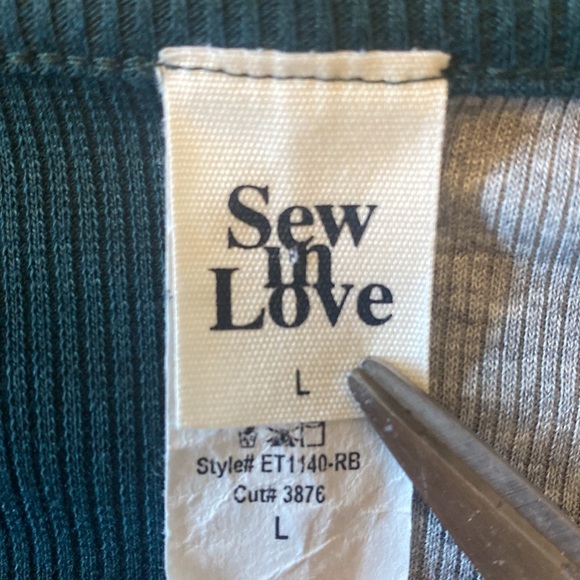 Sew
in
Love
L
Style# ET1140-RB
Cut# 3876
L